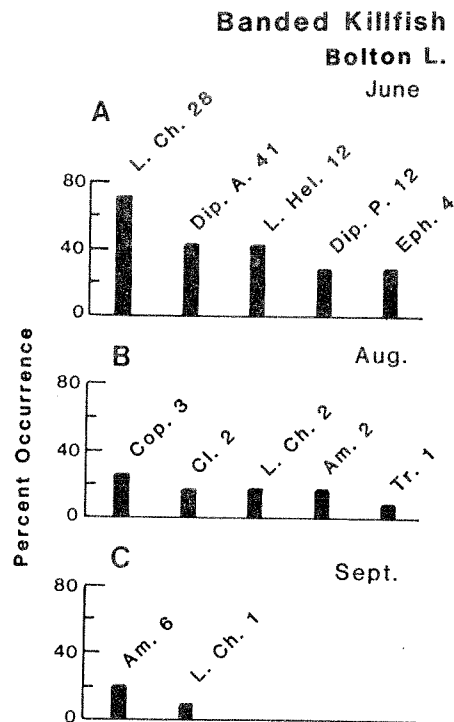 Banded Killfish
Bolton L.
June
A
L. Ch. 28
Dip. A. 41
L. Hel. 12
Dip. P. 12
Eph. 4
80
40
0
Percent Occurrence
B
Aug.
Cop. 3
Cl. 2
L. Ch. 2
Am. 2
Tr. 1
80
40
0
C
Sept.
Am. 6
L. Ch. 1
80
40
0